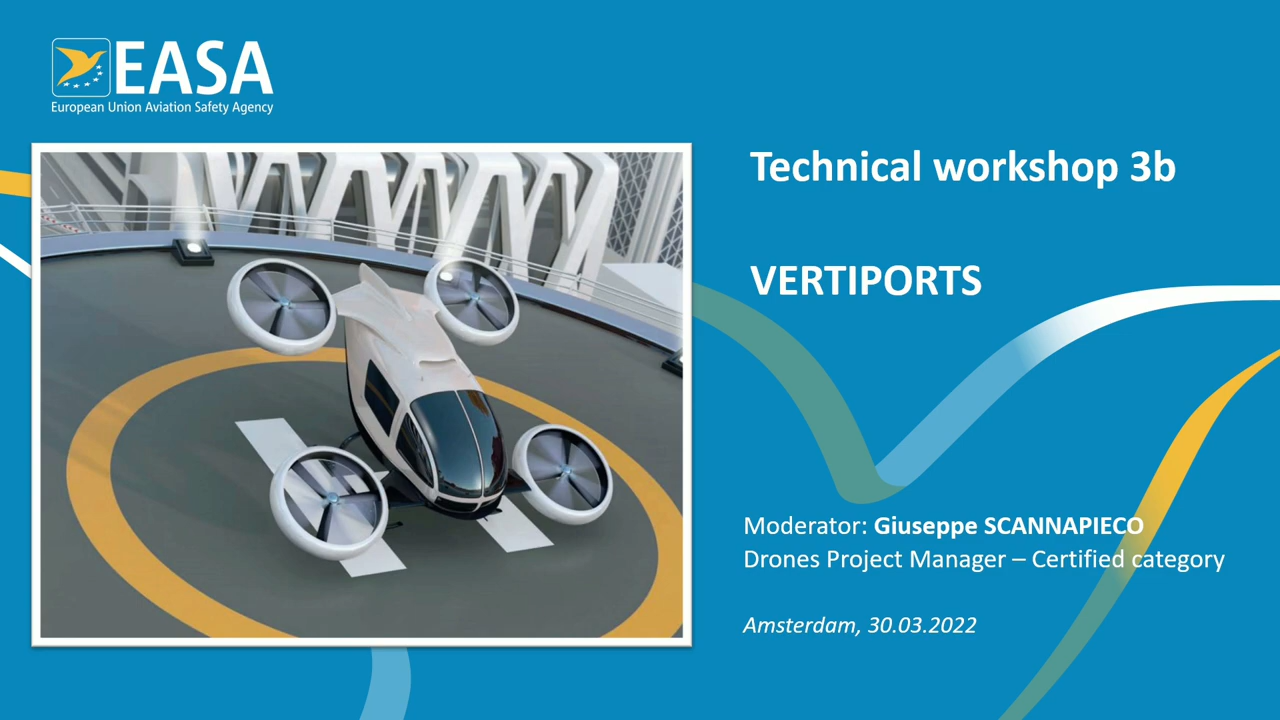 EASA
European Union Aviation Safety Agency
Technical workshop 3b
VERTIPORTS
Moderator: Giuseppe SCANNAPIECO
Drones Project Manager – Certified category
Amsterdam, 30.03.2022